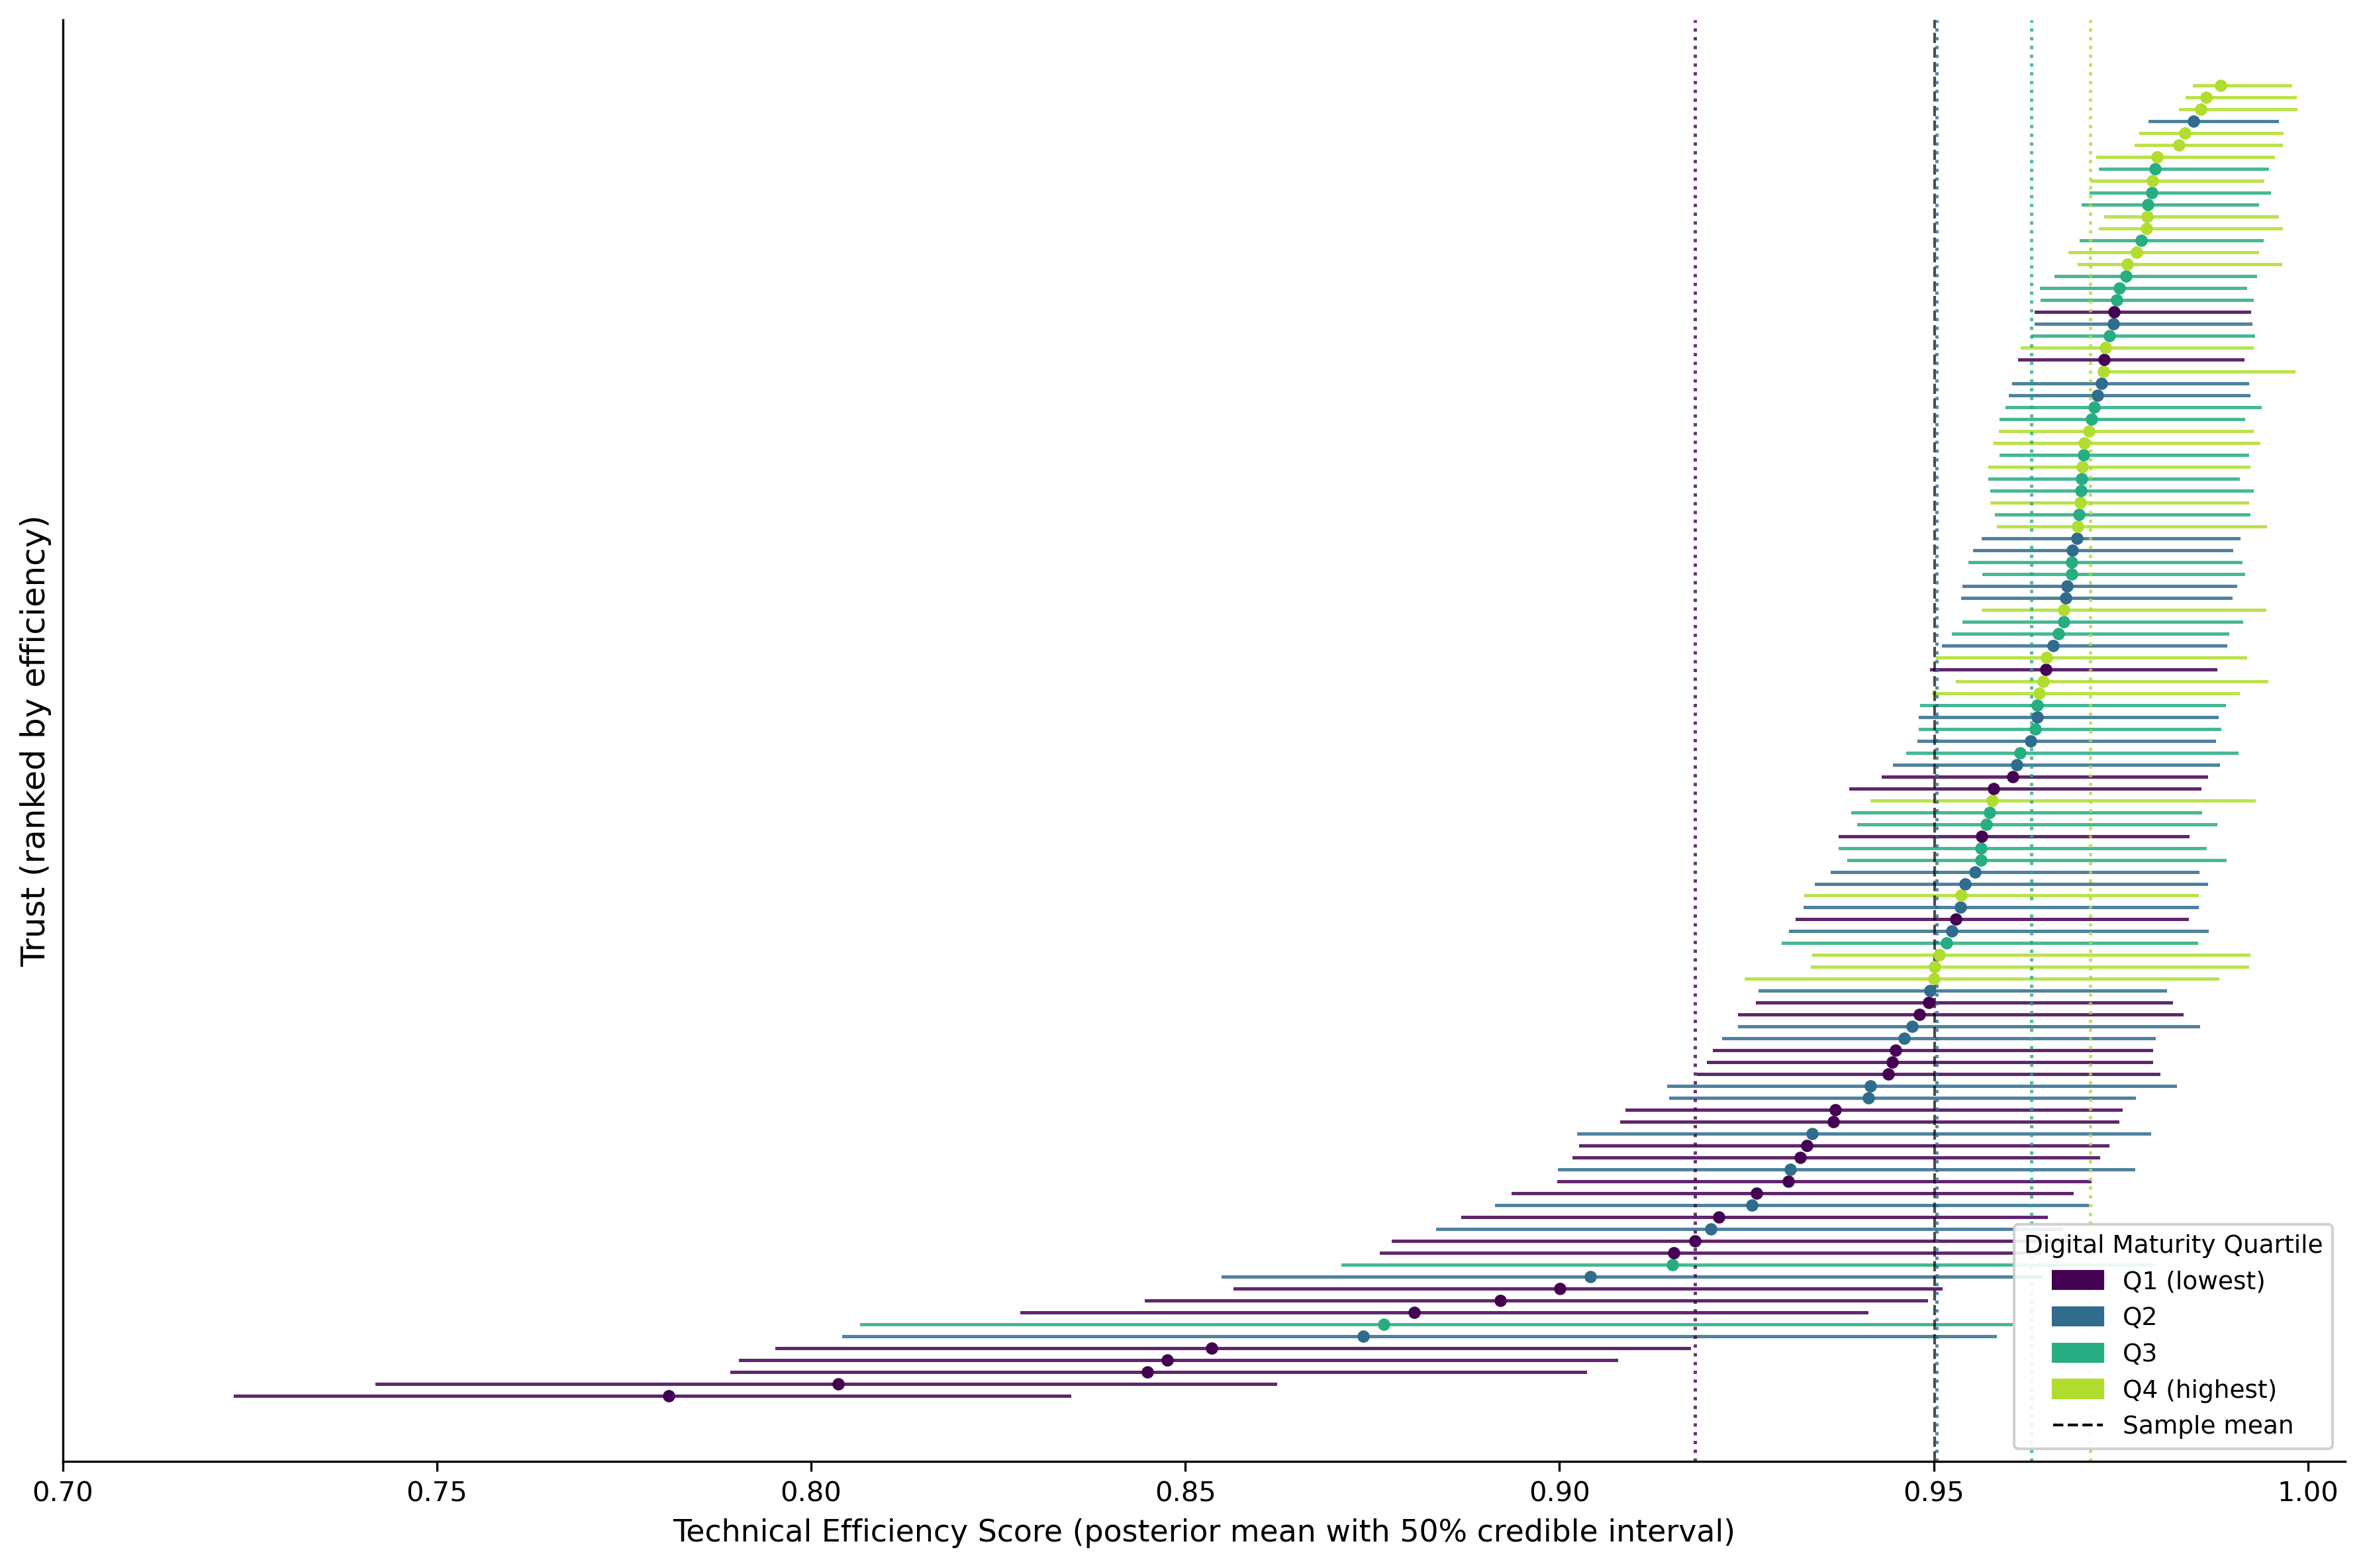 Trust (ranked by efficiency)
Digital Maturity Quartile
Q1 (lowest)
Q2
Q3
Q4 (highest)
Sample mean
0.70 0.75 0.80 0.85 0.90 0.95 1.00
Technical Efficiency Score (posterior mean with 50% credible interval)